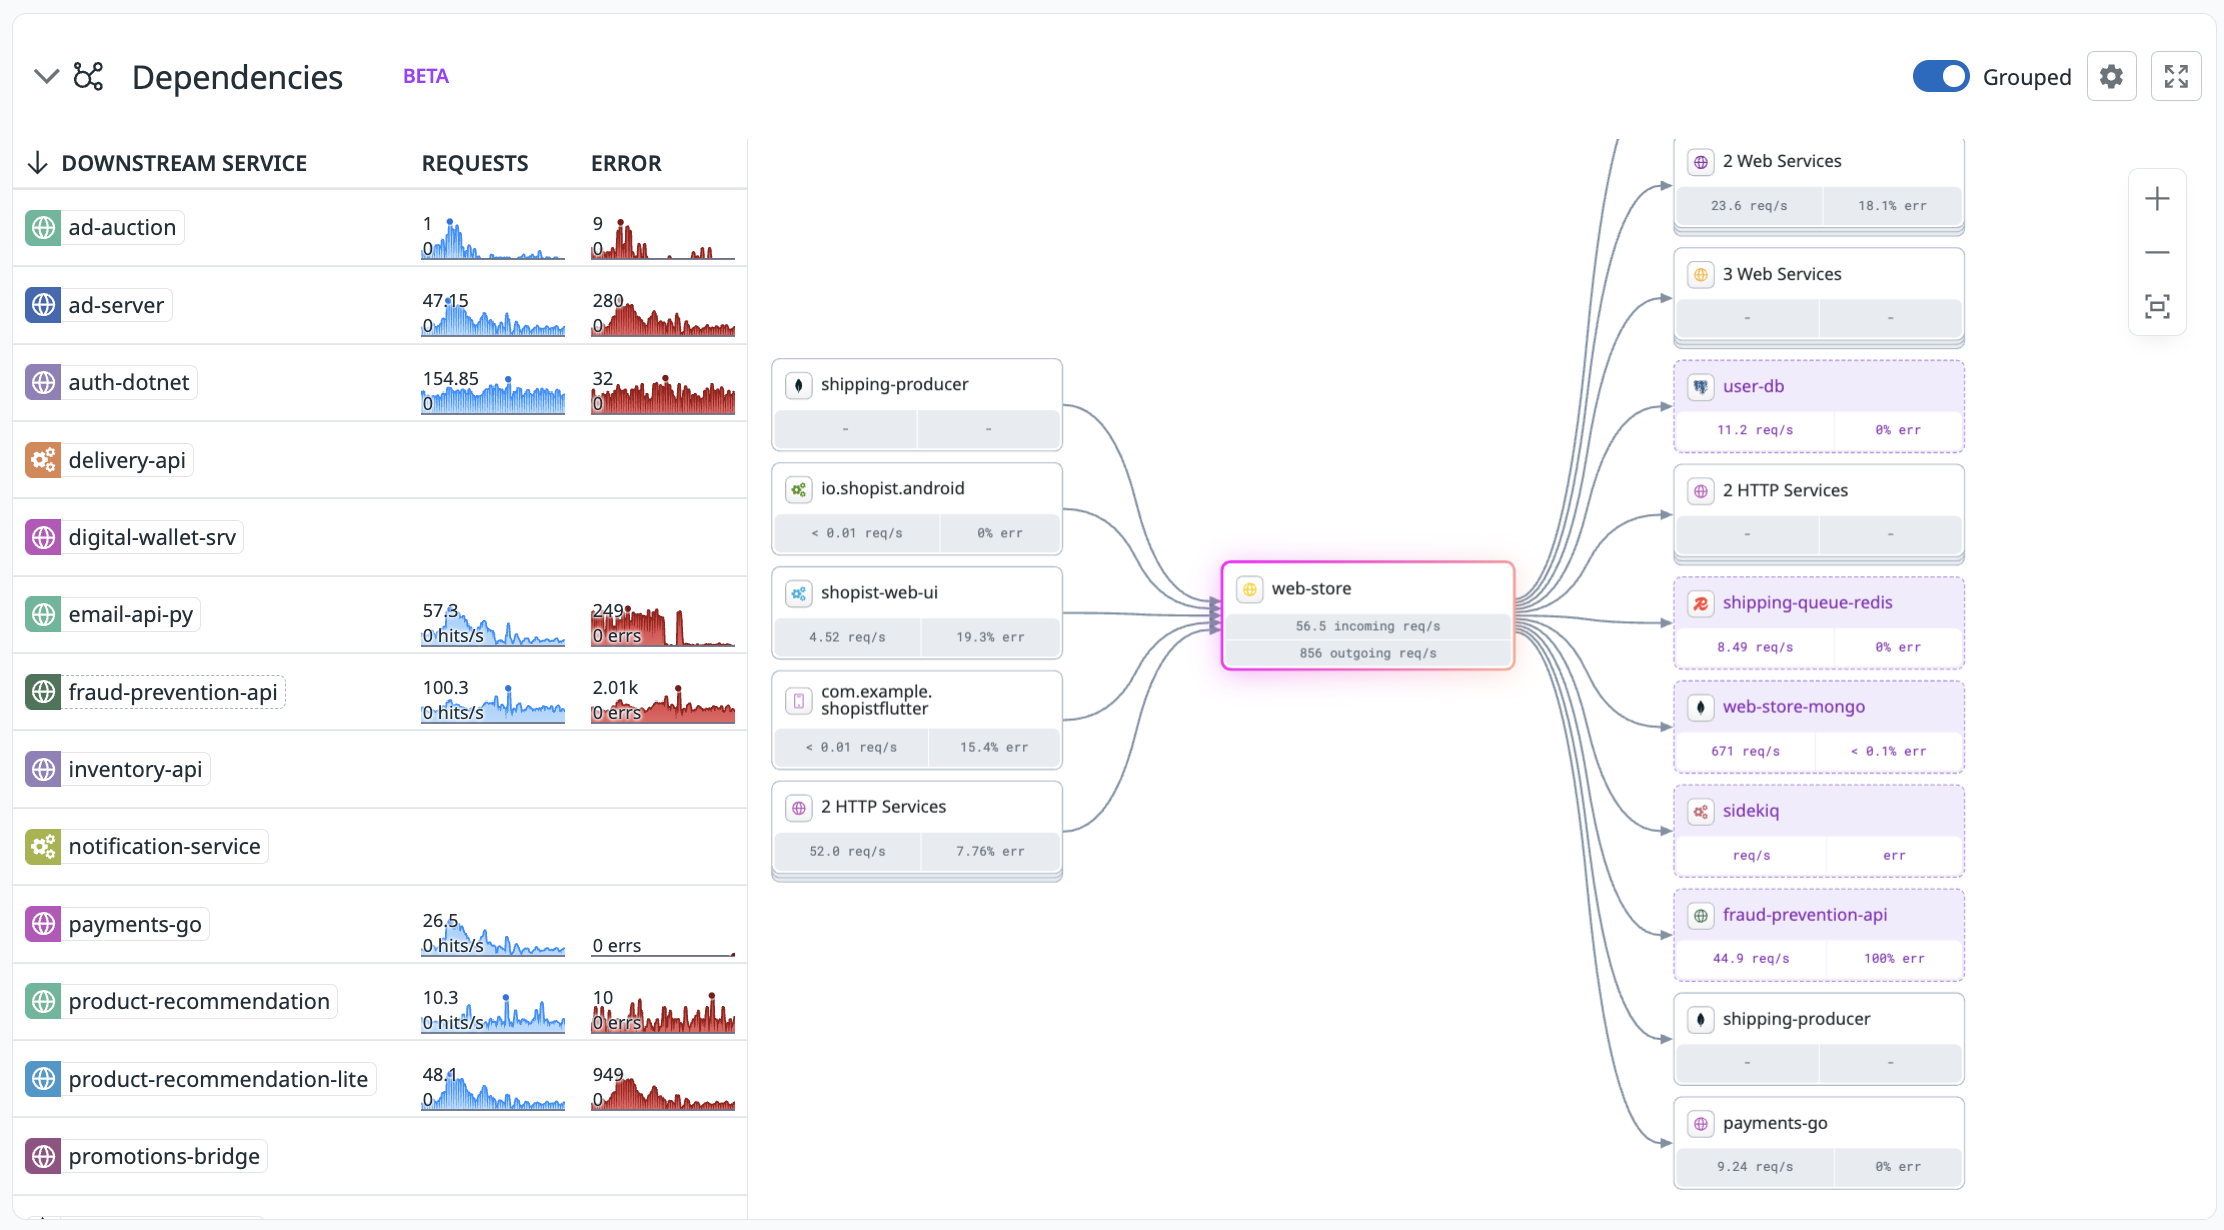 Dependencies BETA
Grouped
DOWNSTREAM SERVICE REQUESTS ERROR
ad-auction 1 0 9 0
ad-server 47.15 0 280 0
auth-dotnet 154.85 0 32 0
delivery-api
digital-wallet-srv
email-api-py 57.3 0 hits/s 249 0 errs
fraud-prevention-api 100.3 0 hits/s 2.01k 0 errs
inventory-api
notification-service
payments-go 26.5 0 hits/s 0 errs
product-recommendation 10.3 0 hits/s 10 0 errs
product-recommendation-lite 48.1 0 949 0
promotions-bridge
shipping-producer
- -
io.shopist.android
< 0.01 req/s 0% err
shopist-web-ui
4.52 req/s 19.3% err
com.example.
shopistflutter
< 0.01 req/s 15.4% err
2 HTTP Services
52.0 req/s 7.76% err
web-store
56.5 incoming req/s
856 outgoing req/s
2 Web Services
23.6 req/s 18.1% err
3 Web Services
- -
user-db
11.2 req/s 0% err
2 HTTP Services
- -
shipping-queue-redis
8.49 req/s 0% err
web-store-mongo
671 req/s < 0.1% err
sidekiq
req/s err
fraud-prevention-api
44.9 req/s 100% err
shipping-producer
- -
payments-go
9.24 req/s 0% err